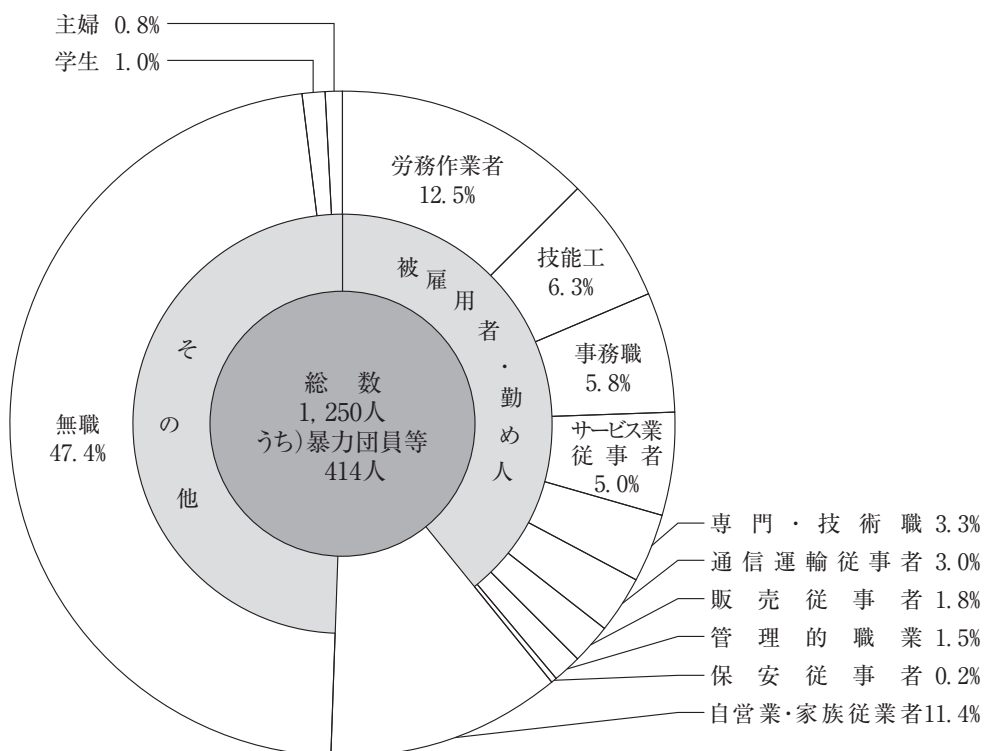 主婦 0.8%
学生 1.0%
労務作業者
12.5%
技能工
6.3%
事務職
5.8%
サービス業
従事者
5.0%
専門・技術職 3.3%
通信運輸従事者 3.0%
販売従事者 1.8%
管理的職業 1.5%
保安従事者 0.2%
自営業・家族従業者11.4%
無職
47.4%
被雇用者・勤め人
その他
総数
1,250人
うち)暴力団員等
414人